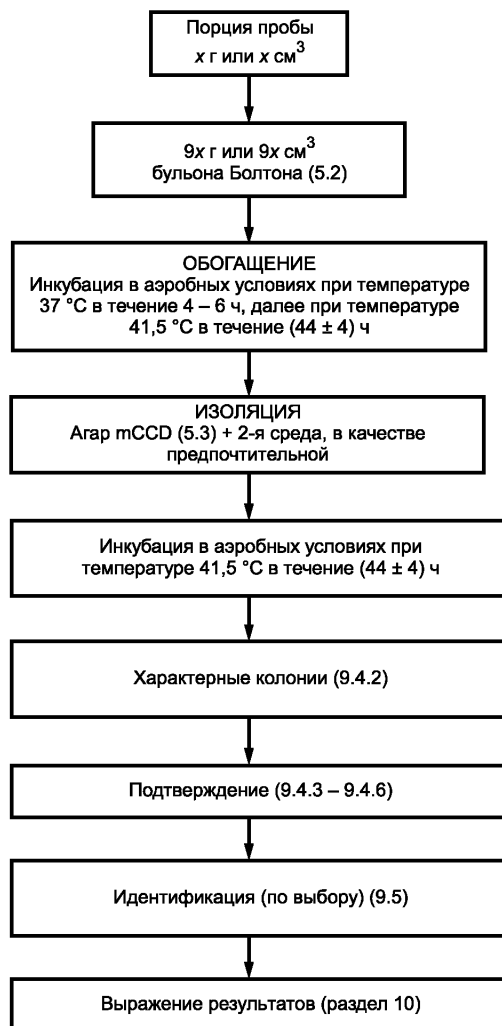 Порция пробы
x г или x см³
9x г или 9x см³
бульона Болтона (5.2)
ОБОГАЩЕНИЕ
Инкубация в аэробных условиях при температуре
37 °С в течение 4 – 6 ч, далее при температуре
41,5 °С в течение (44 ± 4) ч
ИЗОЛЯЦИЯ
Агар mCCD (5.3) + 2-я среда, в качестве
предпочтительной
Инкубация в аэробных условиях при
температуре 41,5 °С в течение (44 ± 4) ч
Характерные колонии (9.4.2)
Подтверждение (9.4.3 – 9.4.6)
Идентификация (по выбору) (9.5)
Выражение результатов (раздел 10)